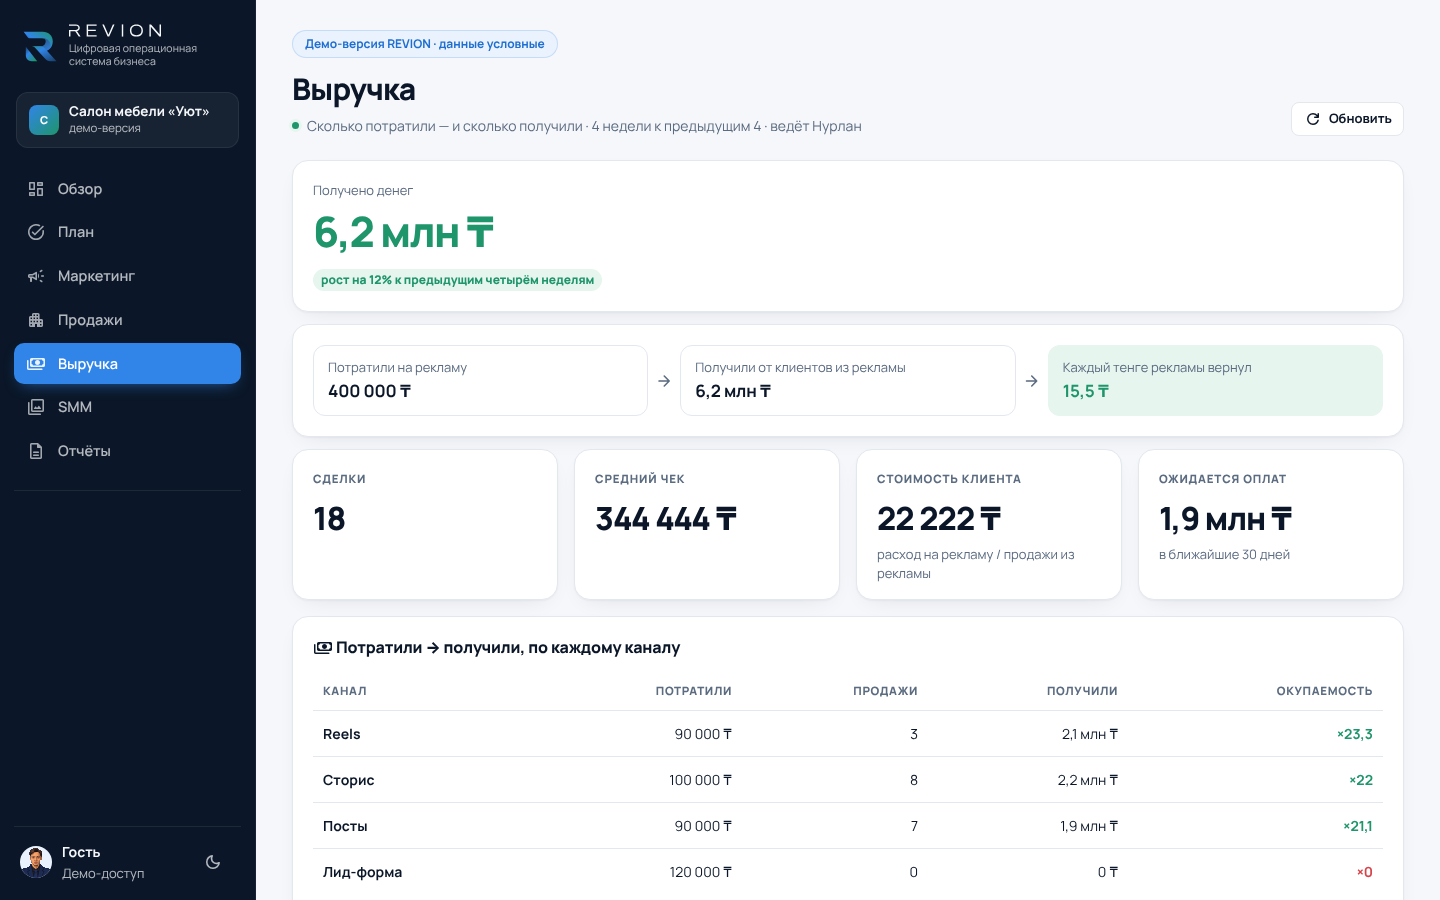 REVION
Цифровая операционная
система бизнеса
С
Салон мебели «Уют»
демо-версия
Обзор
План
Маркетинг
Продажи
Выручка
SMM
Отчёты
Гость
Демо-доступ
Демо-версия REVION · данные условные
Выручка
Сколько потратили — и сколько получили · 4 недели к предыдущим 4 · ведёт Нурлан
Обновить
Получено денег
6,2 млн ₸
рост на 12% к предыдущим четырём неделям
Потратили на рекламу
400 000 ₸
→
Получили от клиентов из рекламы
6,2 млн ₸
→
Каждый тенге рекламы вернул
15,5 ₸
СДЕЛКИ
18
СРЕДНИЙ ЧЕК
344 444 ₸
СТОИМОСТЬ КЛИЕНТА
22 222 ₸
расход на рекламу / продажи из
рекламы
ОЖИДАЕТСЯ ОПЛАТ
1,9 млн ₸
в ближайшие 30 дней
Потратили → получили, по каждому каналу
КАНАЛ ПОТРАТИЛИ ПРОДАЖИ ПОЛУЧИЛИ ОКУПАЕМОСТЬ
Reels 90 000 ₸ 3 2,1 млн ₸ ×23,3
Сторис 100 000 ₸ 8 2,2 млн ₸ ×22
Посты 90 000 ₸ 7 1,9 млн ₸ ×21,1
Лид-форма 120 000 ₸ 0 0 ₸ ×0